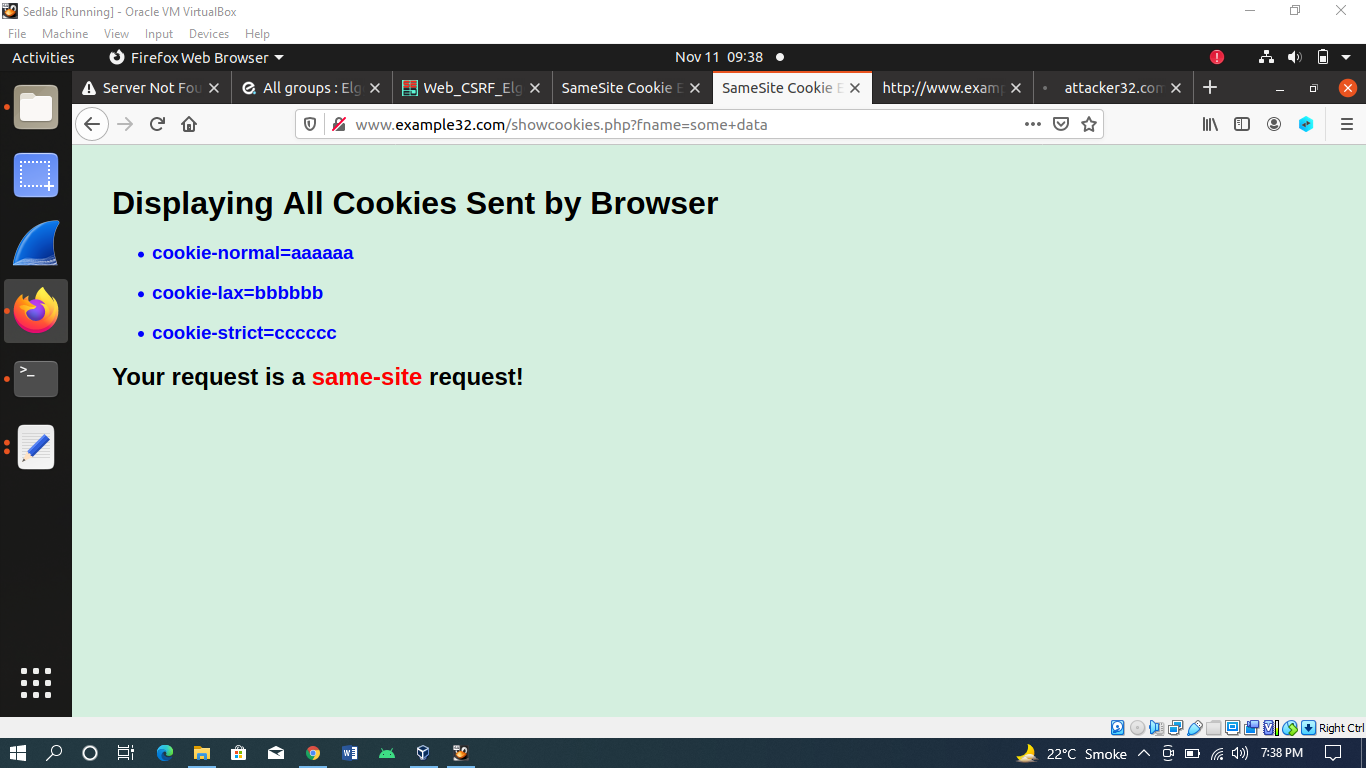 Sedlab [Running] - Oracle VM VirtualBox
File Machine View Input Devices Help
Activities Firefox Web Browser Nov 11 09:38
Server Not Fou All groups : Elg Web_CSRF_Elg SameSite Cookie E SameSite Cookie E http://www.exam attacker32.com
www.example32.com/showcookies.php?fname=some+data
Displaying All Cookies Sent by Browser
• cookie-normal=aaaaaa
• cookie-lax=bbbbbb
• cookie-strict=cccccc
Your request is a same-site request!
Right Ctrl
22°C Smoke 7:38 PM